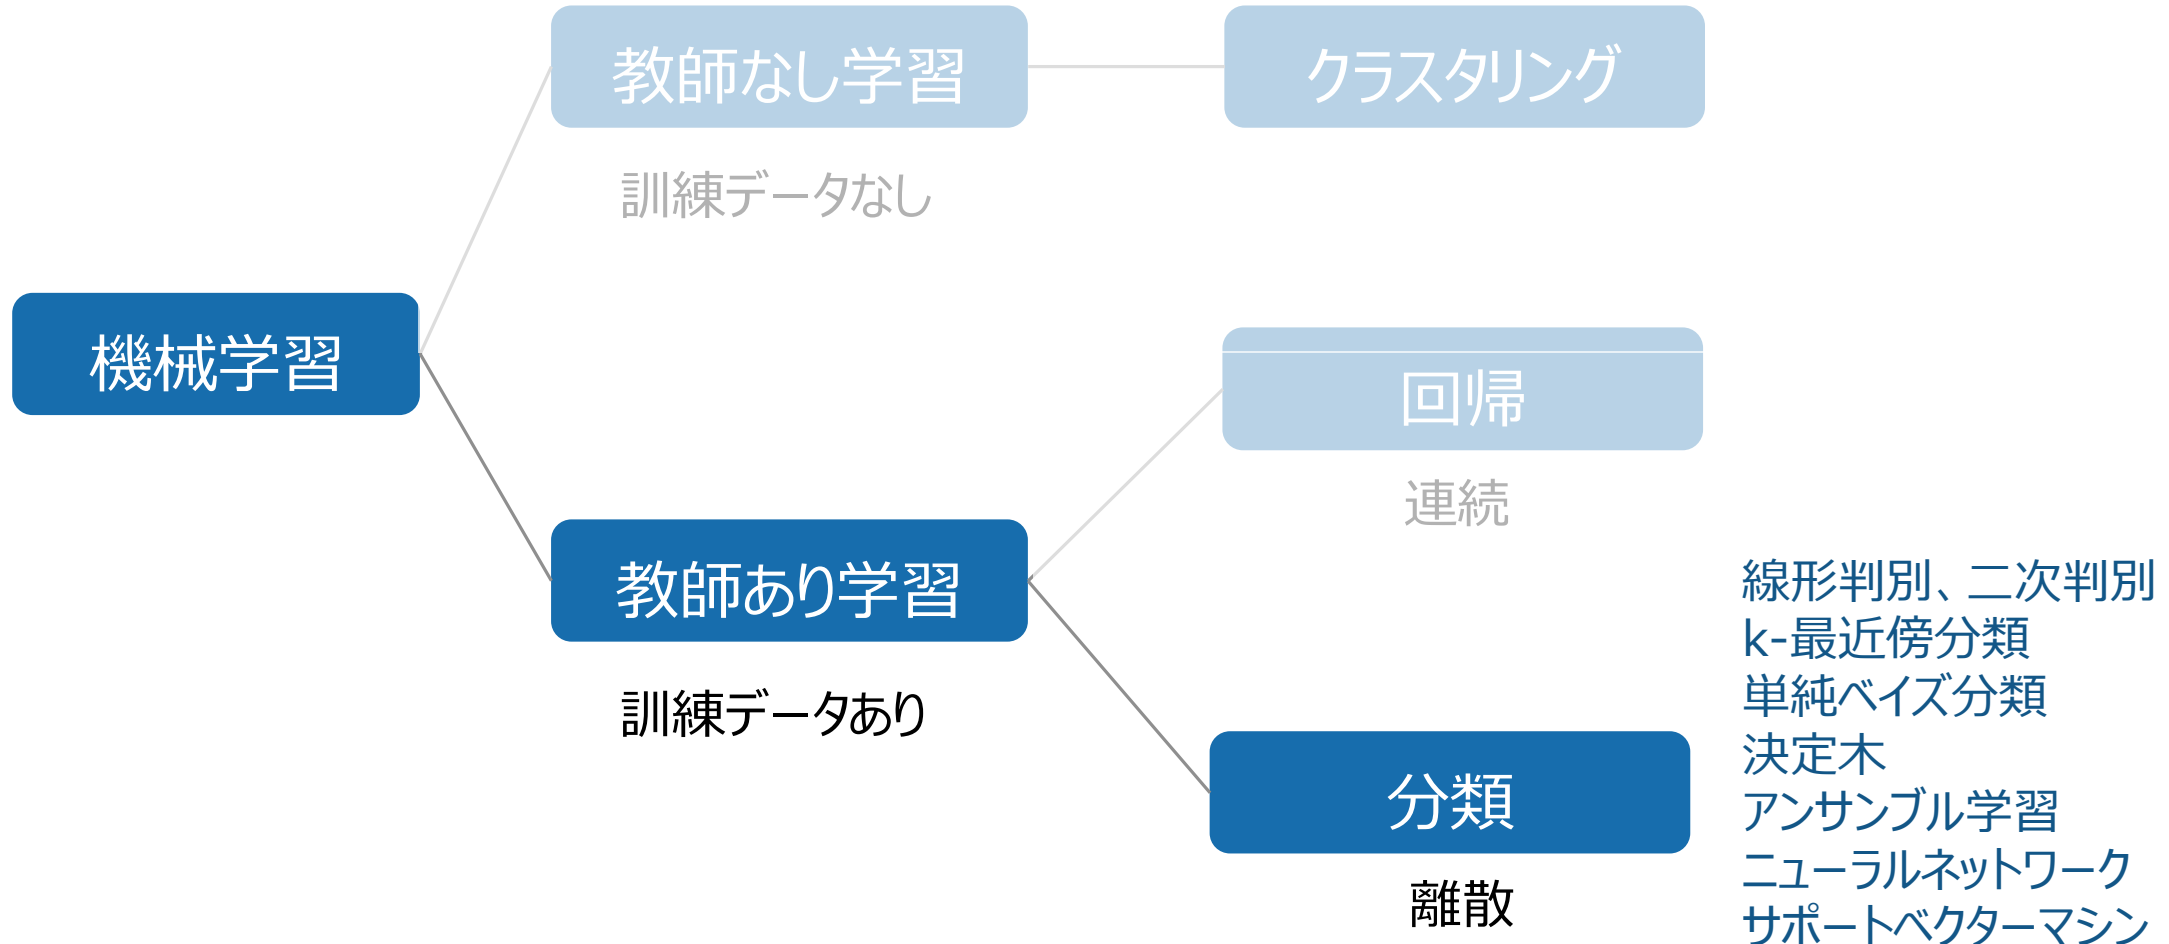 教師なし学習
クラスタリング
訓練データなし
機械学習
回帰
連続
教師あり学習
訓練データあり
分類
離散
線形判別、二次判別
k-最近傍分類
単純ベイズ分類
決定木
アンサンブル学習
ニューラルネットワーク
サポートベクターマシン